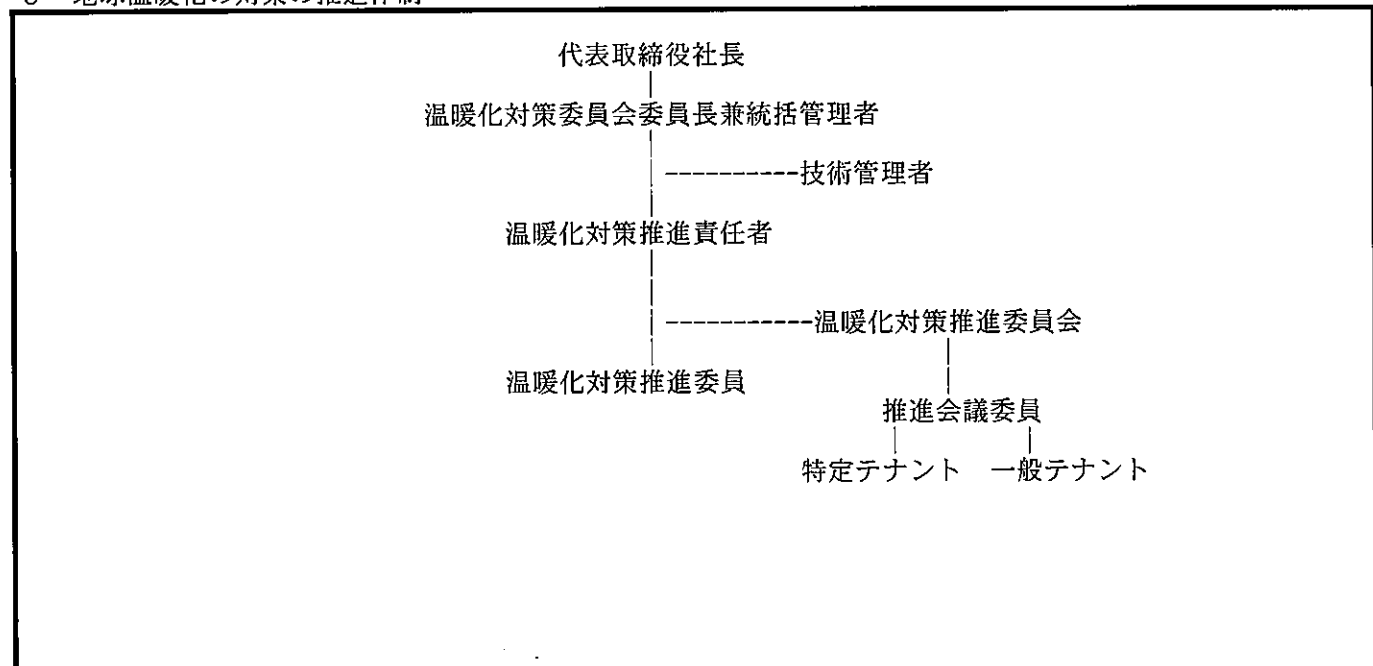 代表取締役社長
温暖化対策委員会委員長兼統括管理者
----------技術管理者
温暖化対策推進責任者
-----------温暖化対策推進委員会
温暖化対策推進委員
推進会議委員
特定テナント 一般テナント